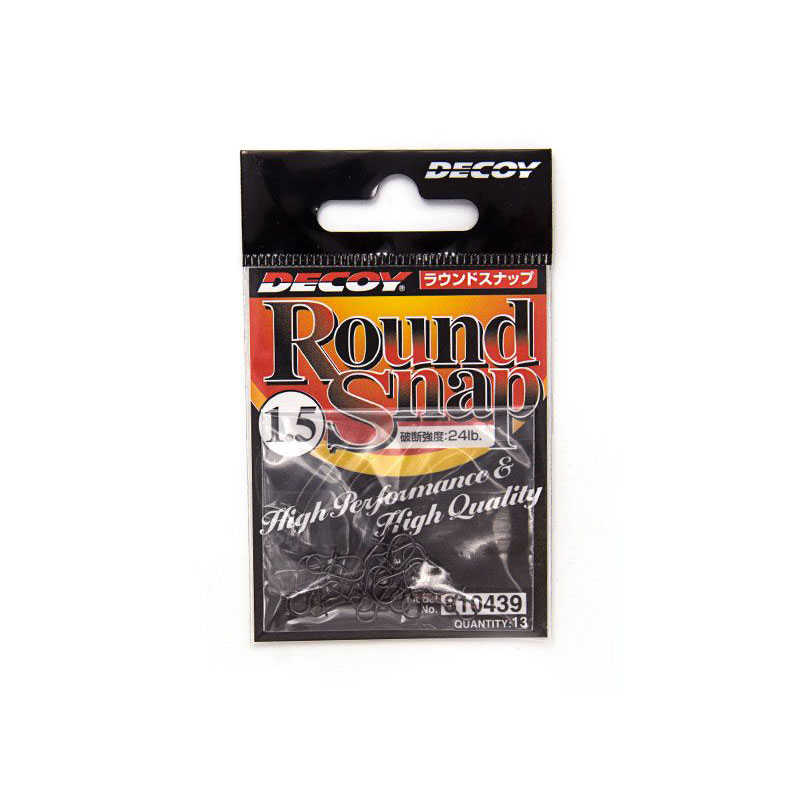 DECOY
DECOY® ラウンドスナップ
Round
Snap
1.5 破断強度:24lb.
High Performance &
High Quality
No. 810439
QUANTITY:13